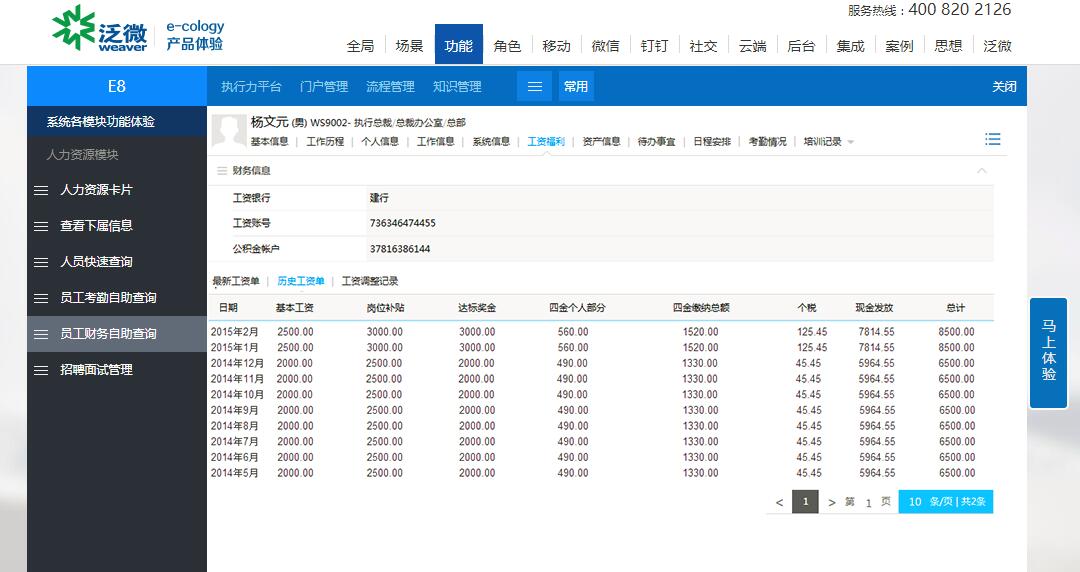 服务热线：400 820 2126
泛微 weaver e-cology 产品体验
全局 场景 功能 角色 移动 微信 钉钉 社交 云端 后台 集成 案例 思想 泛微
E8 执行力平台 门户管理 流程管理 知识管理 常用 关闭
系统各模块功能体验
人力资源模块
人力资源卡片
查看下属信息
人员快速查询
员工考勤自助查询
员工财务自助查询
招聘面试管理
杨文元 (男) WS9002- 执行总裁/总裁办公室/总部
基本信息 | 工作历程 | 个人信息 | 工作信息 | 系统信息 | 工资福利 | 资产信息 | 待办事宜 | 日程安排 | 考勤情况 | 培训记录
财务信息
工资银行 建行
工资账号 736346474455
公积金帐户 37816386144
最新工资单 | 历史工资单 | 工资调整记录
日期 基本工资 岗位补贴 达标奖金 四金个人部分 四金缴纳总额 个税 现金发放 总计
2015年2月 2500.00 3000.00 3000.00 560.00 1520.00 125.45 7814.55 8500.00
2015年1月 2500.00 3000.00 3000.00 560.00 1520.00 125.45 7814.55 8500.00
2014年12月 2000.00 2500.00 2000.00 490.00 1330.00 45.45 5964.55 6500.00
2014年11月 2000.00 2500.00 2000.00 490.00 1330.00 45.45 5964.55 6500.00
2014年10月 2000.00 2500.00 2000.00 490.00 1330.00 45.45 5964.55 6500.00
2014年9月 2000.00 2500.00 2000.00 490.00 1330.00 45.45 5964.55 6500.00
2014年8月 2000.00 2500.00 2000.00 490.00 1330.00 45.45 5964.55 6500.00
2014年7月 2000.00 2500.00 2000.00 490.00 1330.00 45.45 5964.55 6500.00
2014年6月 2000.00 2500.00 2000.00 490.00 1330.00 45.45 5964.55 6500.00
2014年5月 2000.00 2500.00 2000.00 490.00 1330.00 45.45 5964.55 6500.00
< 1 > 第 1 页 10 条/页 | 共2条
马上体验